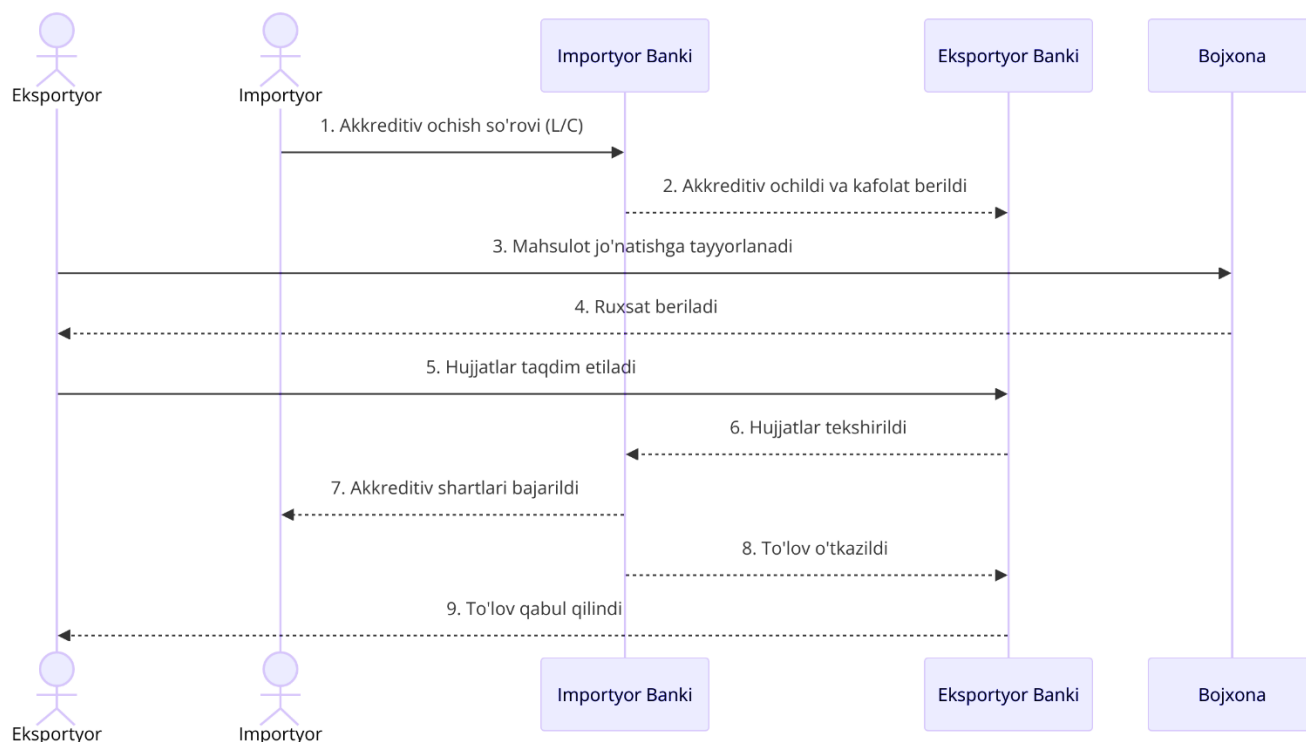 Importyor Banki
Eksportyor Banki
Bojxona
Eksportyor
Importyor
1. Akkreditiv ochish so'rovi (L/C)
2. Akkreditiv ochildi va kafolat berildi
3. Mahsulot jo'natishga tayyorlanadi
4. Ruxsat beriladi
5. Hujjatlar taqdim etiladi
6. Hujjatlar tekshirildi
7. Akkreditiv shartlari bajarildi
8. To'lov o'tkazildi
9. To'lov qabul qilindi
Importyor Banki
Eksportyor Banki
Bojxona
Eksportyor
Importyor